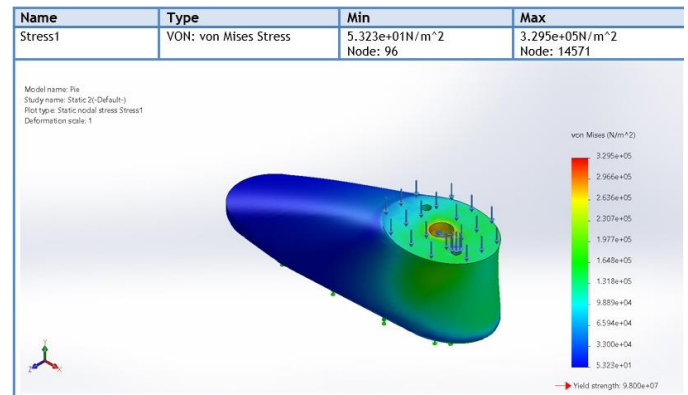 Name Type Min Max
Stress1 VON: von Mises Stress 5.323e+01N/m^2 3.295e+05N/m^2
Node: 96 Node: 14571
Model name: Pie
Study name: Static 2(-Default-)
Plot type: Static nodal stress Stress1
Deformation scale: 1
von Mises (N/m^2)
3.295e+05
2.966e+05
2.636e+05
2.307e+05
1.977e+05
1.648e+05
1.318e+05
9.889e+04
6.594e+04
3.300e+04
5.323e+01
Yield strength: 9.800e+07
Y
Z
X